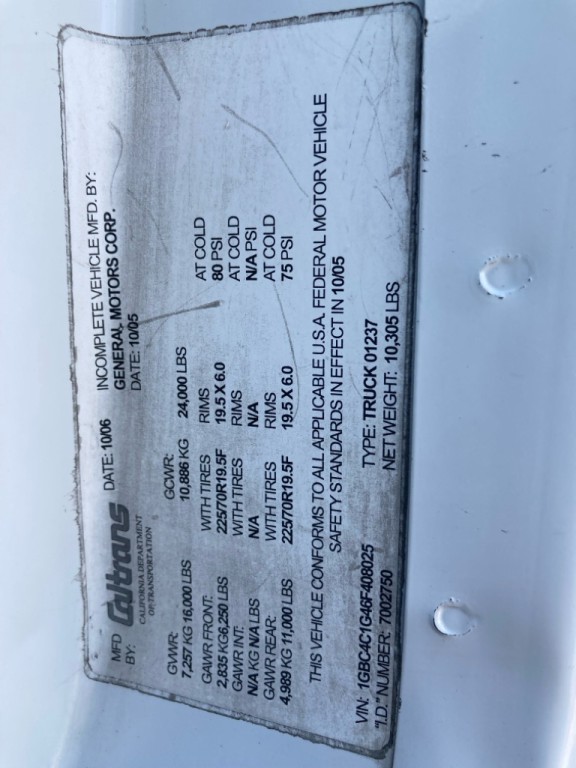 MFD BY: Caltrans DATE: 10/06 INCOMPLETE VEHICLE MFD. BY:
CALIFORNIA DEPARTMENT OF TRANSPORTATION GENERAL MOTORS CORP.
DATE: 10/05
GVWR: GCWR:
7,257 KG 16,000 LBS 10,886 KG 24,000 LBS
GAWR FRONT: WITH TIRES RIMS AT COLD
2,835 KG 6,250 LBS 225/70R19.5F 19.5 X 6.0 80 PSI
GAWR INT: WITH TIRES RIMS AT COLD
N/A KG N/A LBS N/A N/A N/A PSI
GAWR REAR: WITH TIRES RIMS AT COLD
4,989 KG 11,000 LBS 225/70R19.5F 19.5 X 6.0 75 PSI
THIS VEHICLE CONFORMS TO ALL APPLICABLE U.S.A. FEDERAL MOTOR VEHICLE
SAFETY STANDARDS IN EFFECT IN 10/05
VIN: 1GBC4C1G46F408025 TYPE: TRUCK 01237
"I.D." NUMBER: 7002750 NET WEIGHT: 10,305 LBS